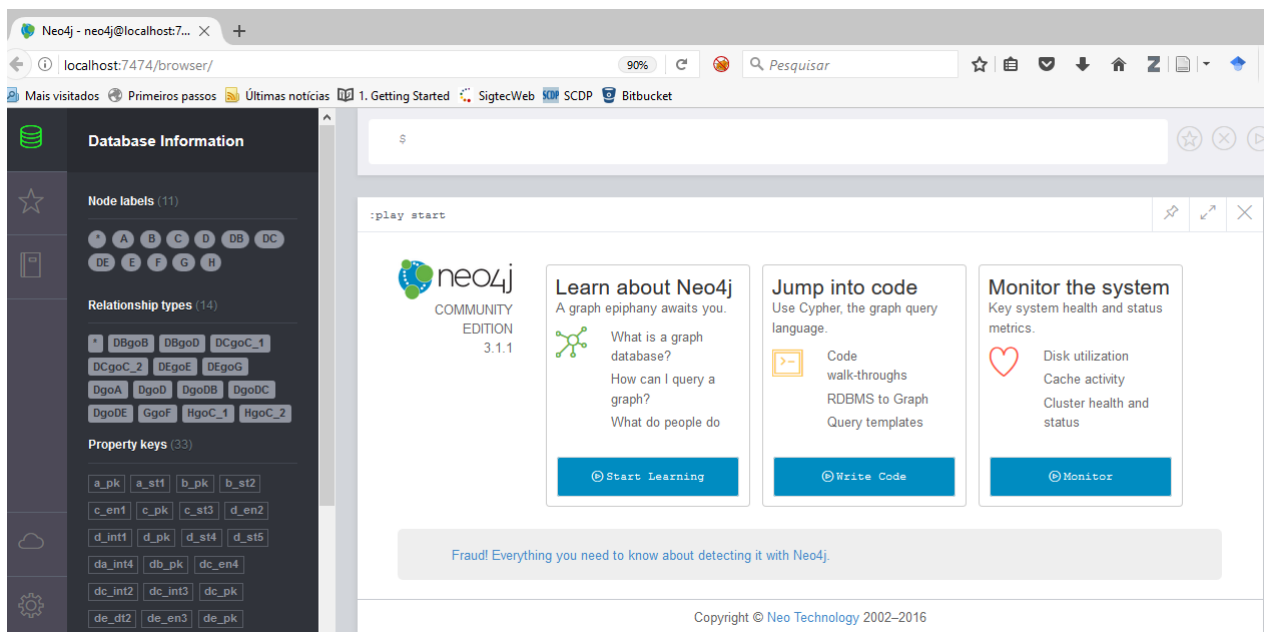 Neo4j - neo4j@localhost:7...
localhost:7474/browser/ 90% Pesquisar
Mais visitados Primeiros passos Últimas notícias 1. Getting Started SigtecWeb SCDP SCDP Bitbucket
Database Information
Node labels (11)
* A B C D DB DC
DE E F G H
Relationship types (14)
* DBgoB DBgoD DCgoC_1
DCgoC_2 DEgoE DEgoG
DgoA DgoD DgoDB DgoDC
DgoDE GgoF HgoC_1 HgoC_2
Property keys (33)
a_pk a_st1 b_pk b_st2
c_en1 c_pk c_st3 d_en2
d_int1 d_pk d_st4 d_st5
da_int4 db_pk dc_en4
dc_int2 dc_int3 dc_pk
de_dt2 de_en3 de_pk
$
:play start
neo4j
COMMUNITY
EDITION
3.1.1
Learn about Neo4j
A graph epiphany awaits you.
What is a graph
database?
How can I query a
graph?
What do people do
Start Learning
Jump into code
Use Cypher, the graph query
language.
Code
walk-throughs
RDBMS to Graph
Query templates
Write Code
Monitor the system
Key system health and status
metrics.
Disk utilization
Cache activity
Cluster health and
status
Monitor
Fraud! Everything you need to know about detecting it with Neo4j.
Copyright © Neo Technology 2002–2016